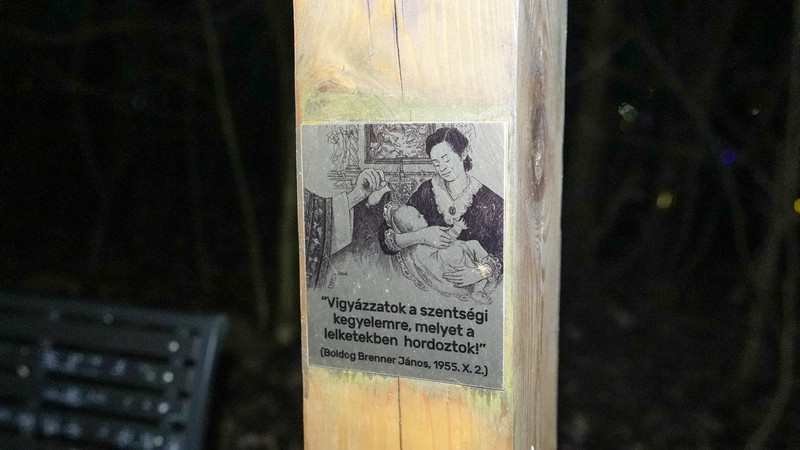 "Vigyázzatok a szentségi
kegyelemre, melyet a
lelketekben hordoztok!"
(Boldog Brenner János, 1955. X. 2.)